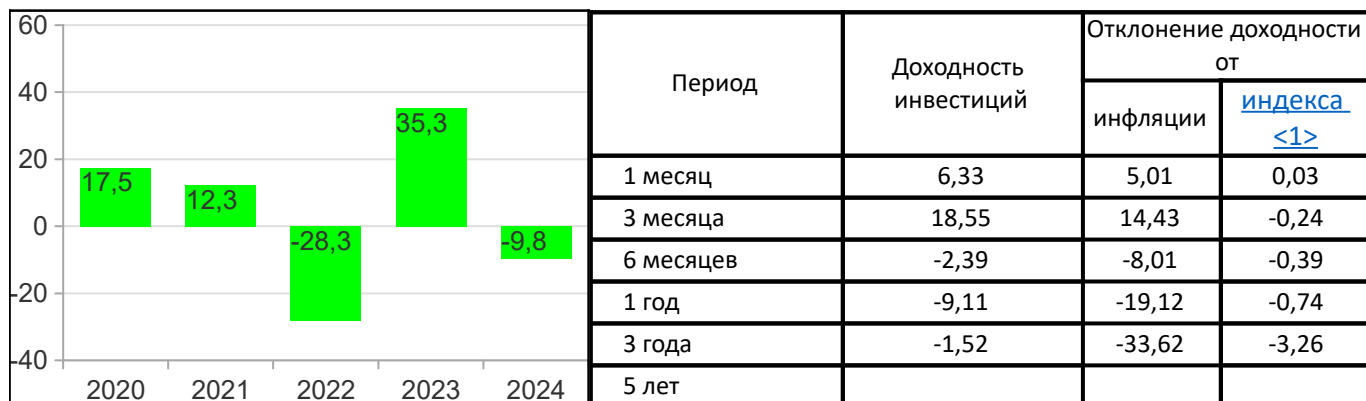 60
40
20
0
-20
-40
17,5
12,3
-28,3
35,3
-9,8
2020 2021 2022 2023 2024
Период
Доходность
инвестиций
Отклонение доходности
от
инфляции
индекса
<1>
1 месяц 6,33 5,01 0,03
3 месяца 18,55 14,43 -0,24
6 месяцев -2,39 -8,01 -0,39
1 год -9,11 -19,12 -0,74
3 года -1,52 -33,62 -3,26
5 лет